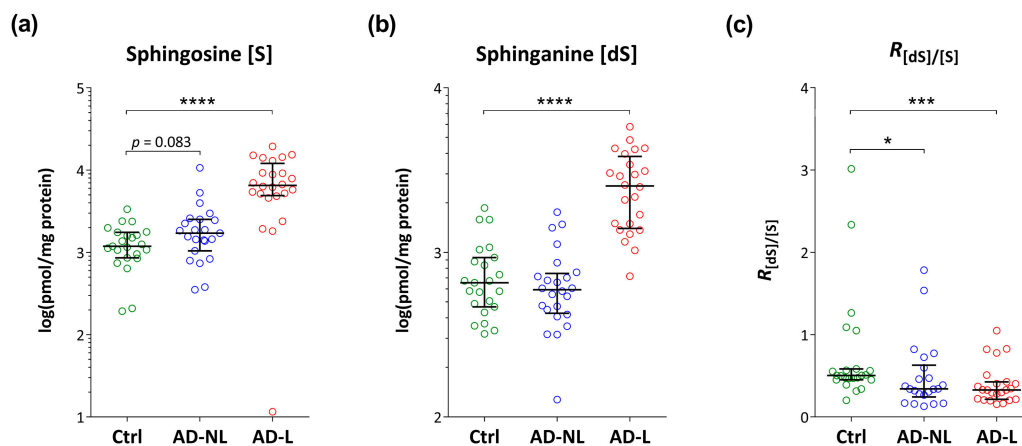 (a)
Sphingosine [S]
log(pmol/mg protein)
5
4
3
2
1
****
p = 0.083
Ctrl AD-NL AD-L
(b)
Sphinganine [dS]
log(pmol/mg protein)
4
3
2
****
Ctrl AD-NL AD-L
(c)
R[dS]/[S]
R[dS]/[S]
4
3
2
1
0
***
*
Ctrl AD-NL AD-L